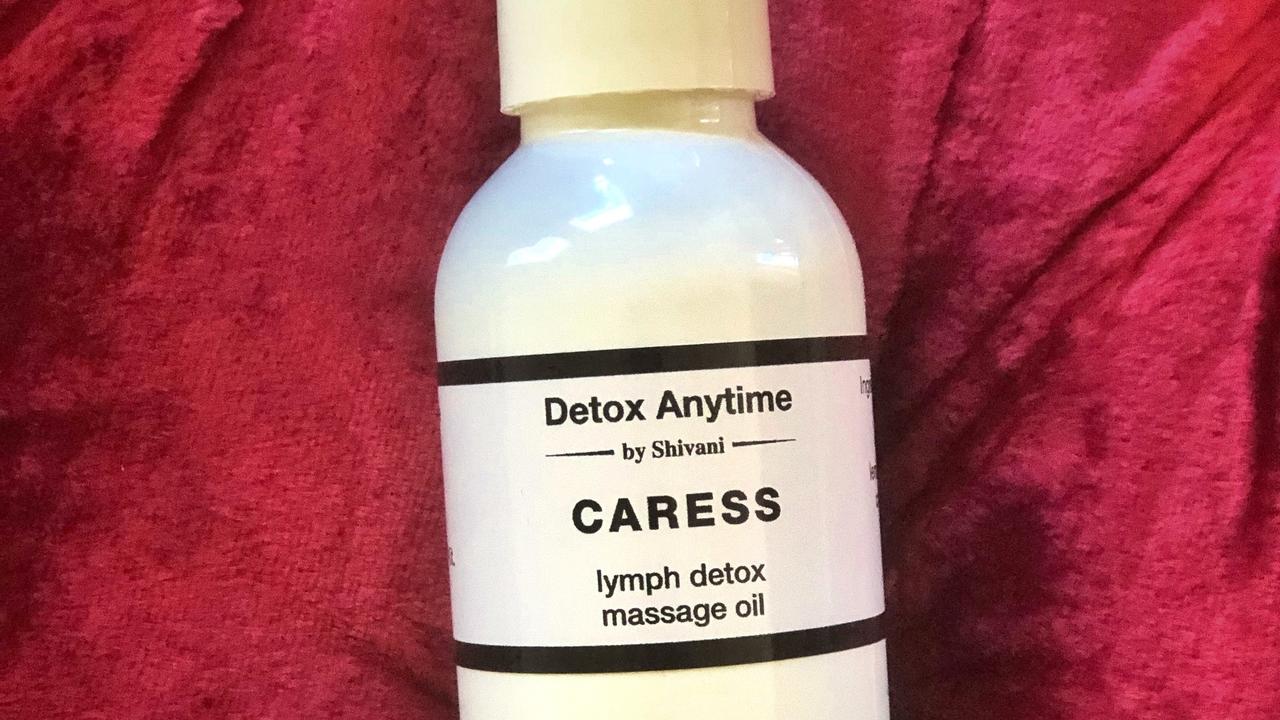 Detox Anytime
by Shivani
CARESS
lymph detox
massage oil